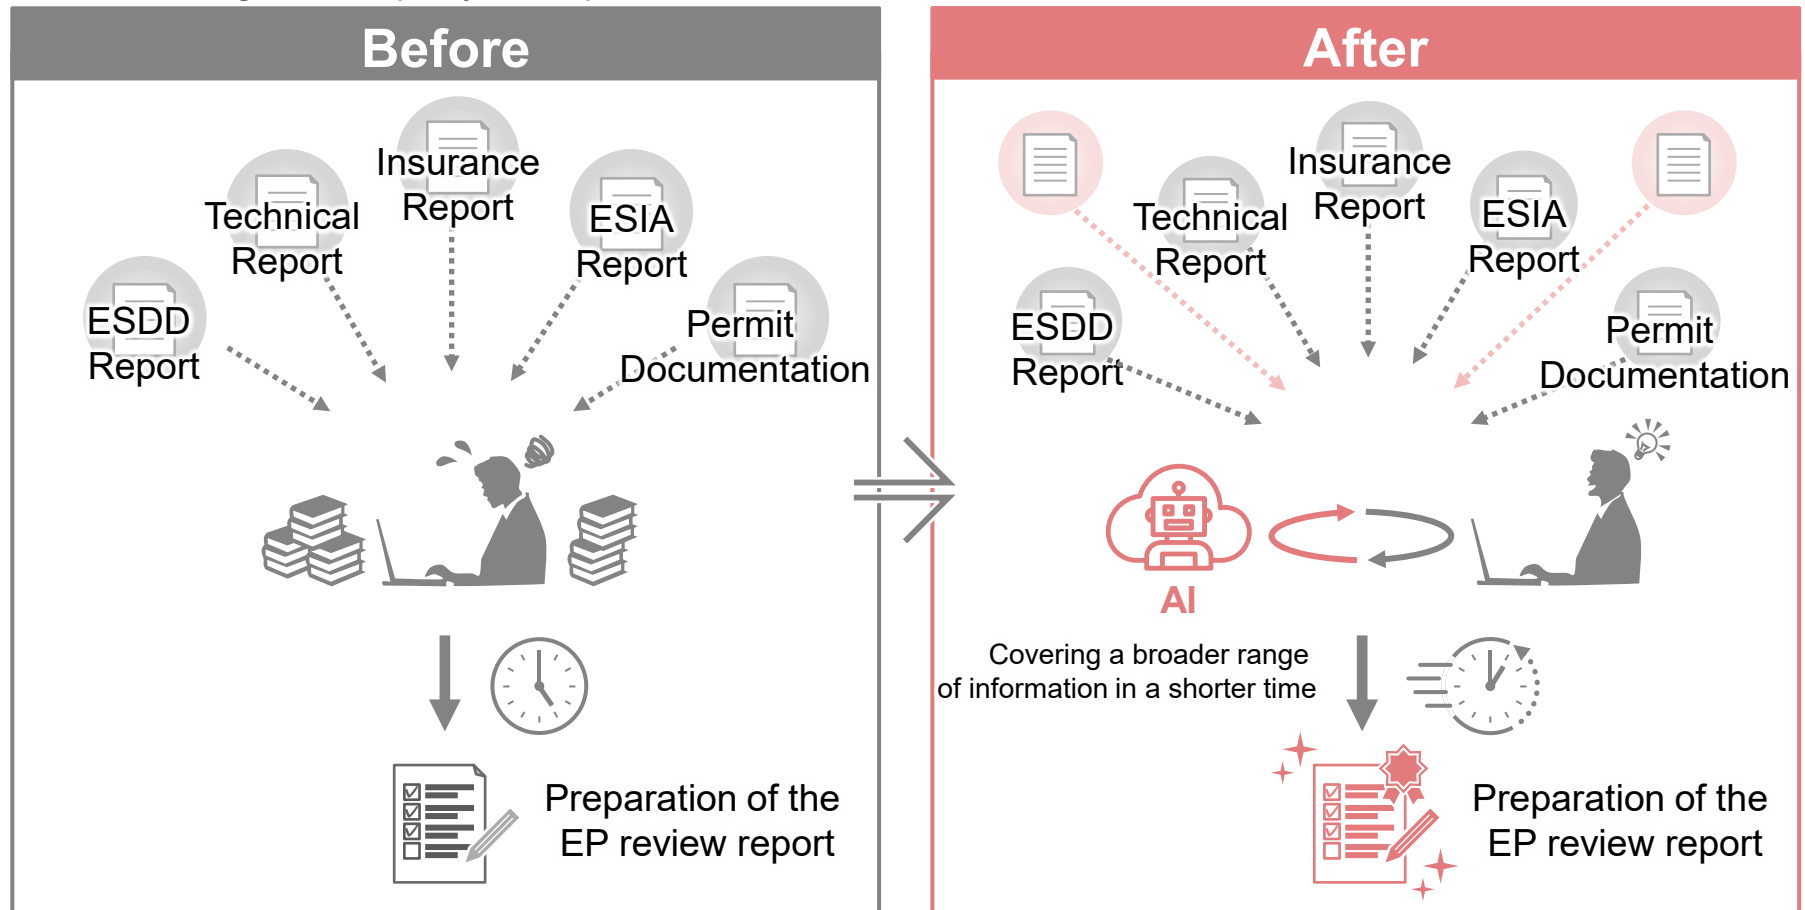 Before
Insurance
Report
Technical
Report
ESIA
Report
ESDD
Report
Permit
Documentation
Preparation of the
EP review report
After
Insurance
Report
Technical
Report
ESIA
Report
ESDD
Report
Permit
Documentation
AI
Covering a broader range
of information in a shorter time
Preparation of the
EP review report